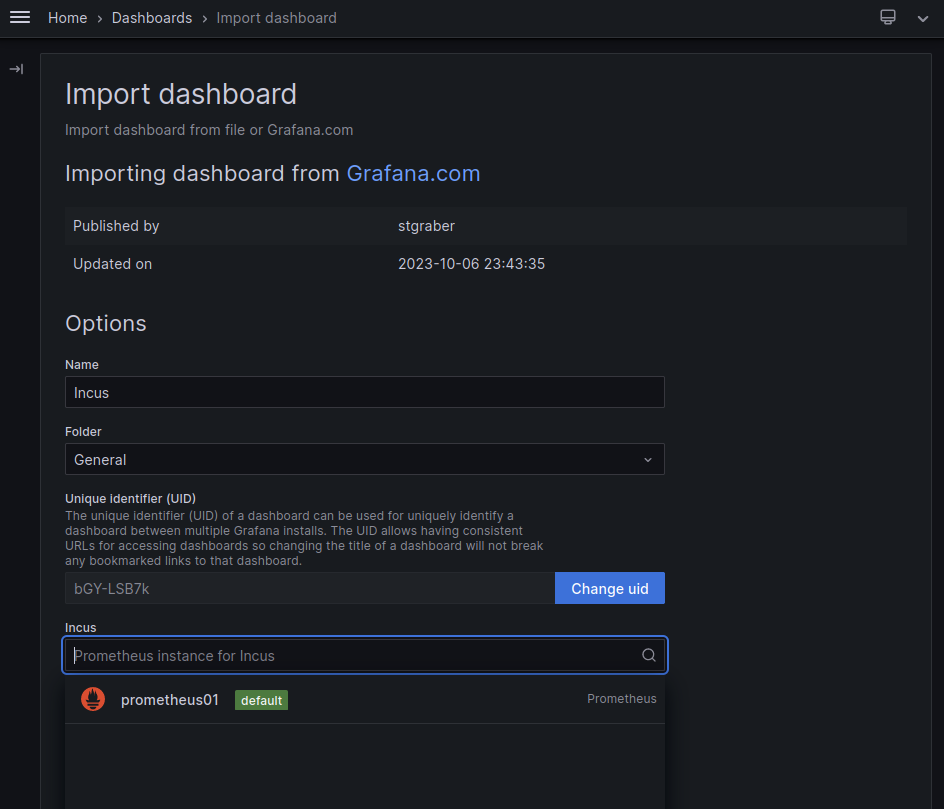 Home › Dashboards › Import dashboard
Import dashboard
Import dashboard from file or Grafana.com
Importing dashboard from Grafana.com
Published by stgraber
Updated on 2023-10-06 23:43:35
Options
Name
Incus
Folder
General
Unique identifier (UID)
The unique identifier (UID) of a dashboard can be used for uniquely identify a
dashboard between multiple Grafana installs. The UID allows having consistent
URLs for accessing dashboards so changing the title of a dashboard will not break
any bookmarked links to that dashboard.
bGY-LSB7k Change uid
Incus
Prometheus instance for Incus
prometheus01 default Prometheus